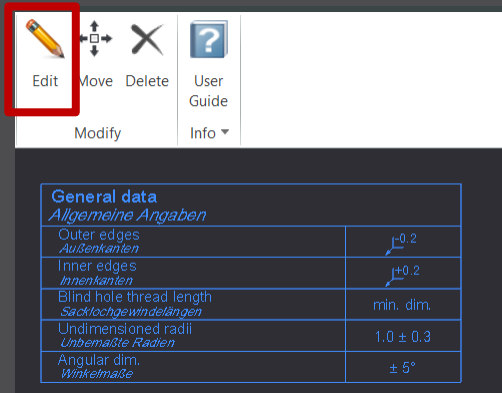 Edit Move Delete User Guide
Modify Info
General data
Allgemeine Angaben
Outer edges -0.2
Außenkanten
Inner edges +0.2
Innenkanten
Blind hole thread length min. dim.
Sacklochgewindelängen
Undimensioned radii 1.0 ± 0.3
Unbemaßte Radien
Angular dim. ± 5°
Winkelmaße